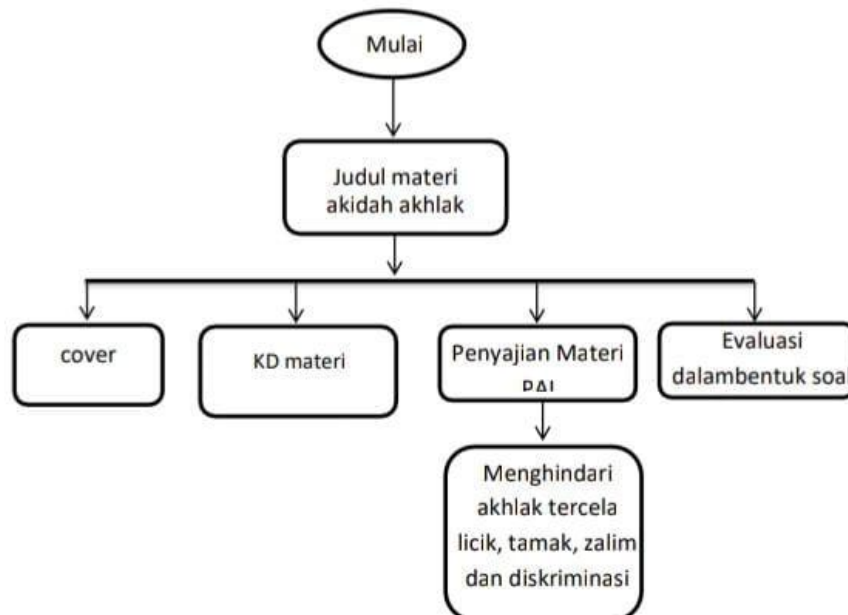 Mulai
Judul materi
akidah akhlak
cover
KD materi
Penyajian Materi
PAI
Evaluasi
dalambentuk soal
Menghindari
akhlak tercela
licik, tamak, zalim
dan diskriminasi